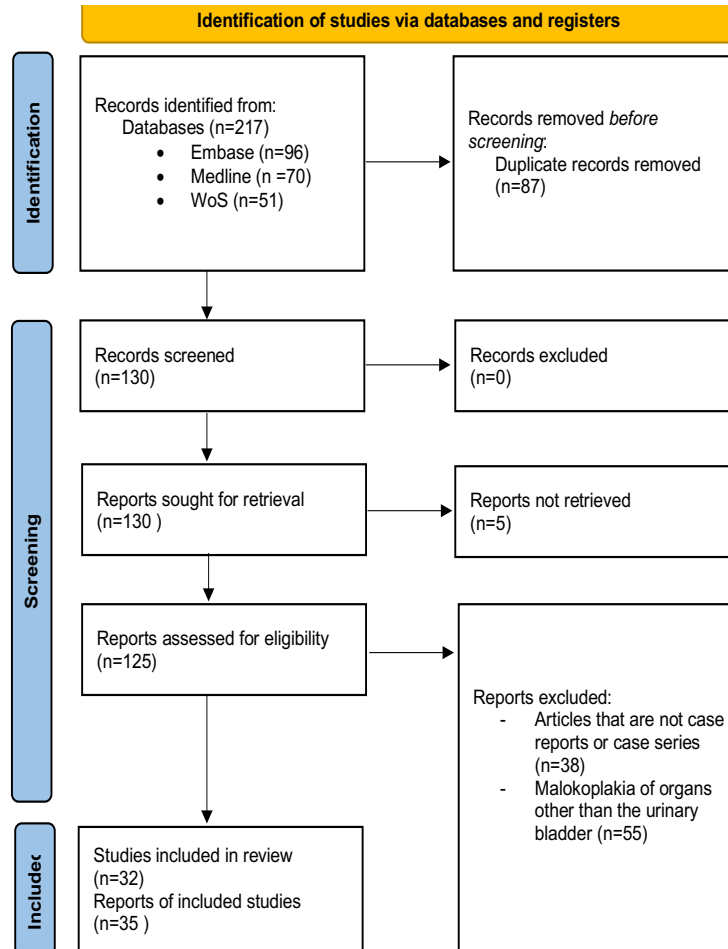 Identification of studies via databases and registers
Identification
Records identified from:
Databases (n=217)
• Embase (n=96)
• Medline (n =70)
• WoS (n=51)
Records removed before
screening:
Duplicate records removed
(n=87)
Screening
Records screened
(n=130)
Records excluded
(n=0)
Reports sought for retrieval
(n=130 )
Reports not retrieved
(n=5)
Reports assessed for eligibility
(n=125)
Reports excluded:
- Articles that are not case
reports or case series
(n=38)
- Malokoplakia of organs
other than the urinary
bladder (n=55)
Included
Studies included in review
(n=32)
Reports of included studies
(n=35 )